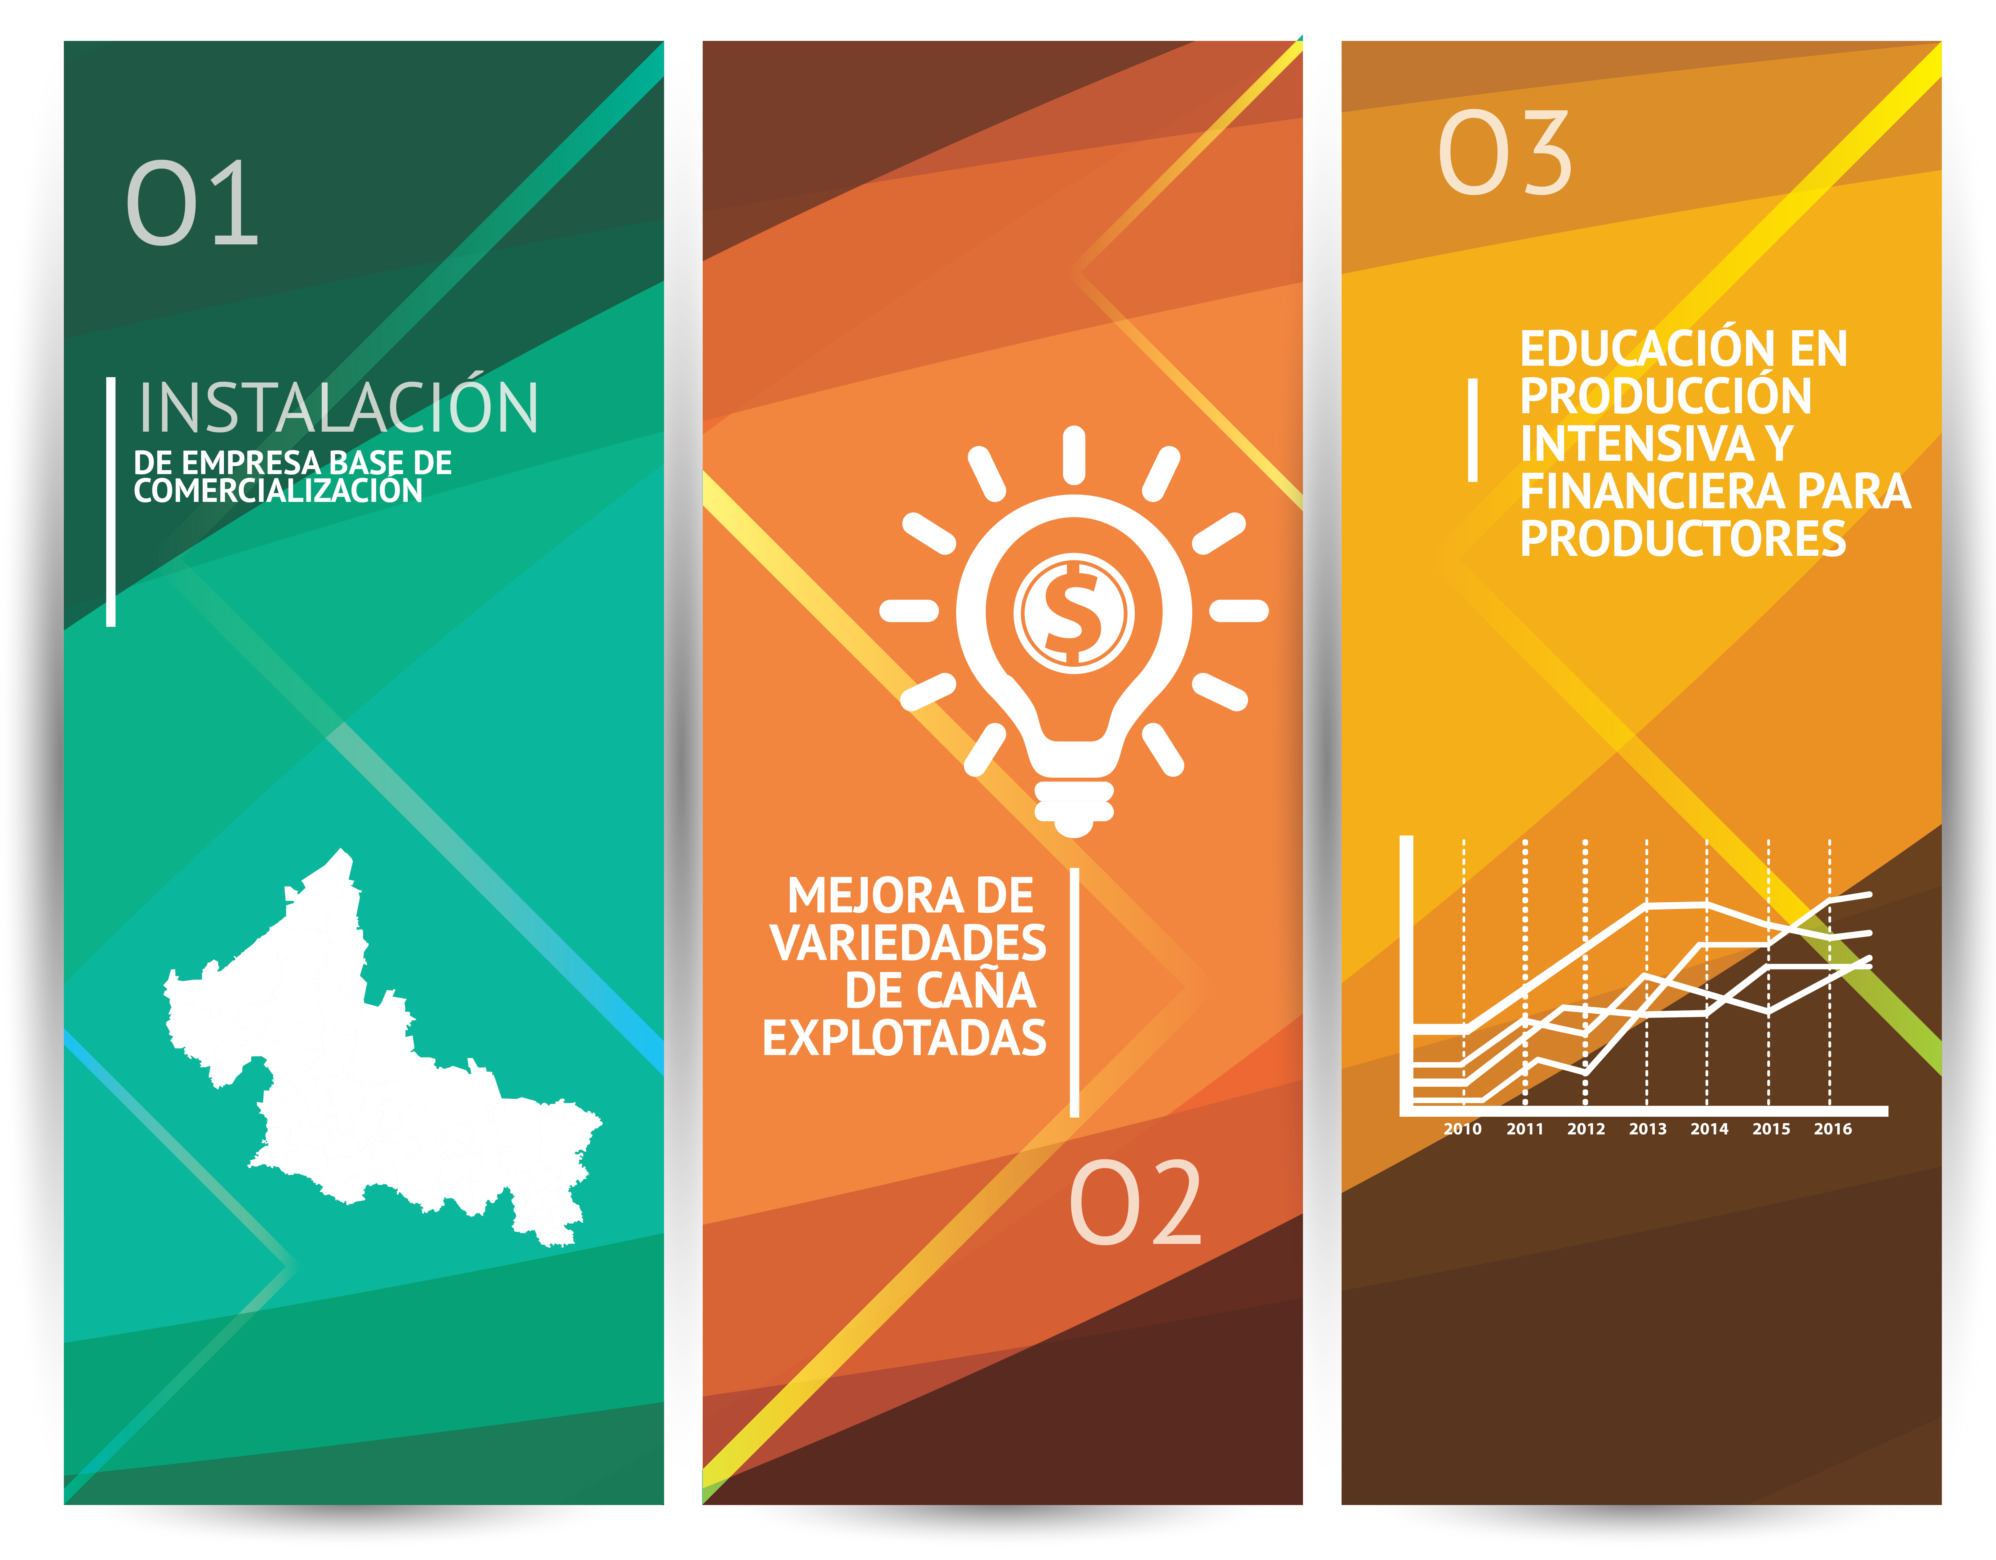 01
INSTALACIÓN
DE EMPRESA BASE DE
COMERCIALIZACIÓN
$
MEJORA DE
VARIEDADES
DE CAÑA
EXPLOTADAS
02
03
EDUCACIÓN EN
PRODUCCIÓN
INTENSIVA Y
FINANCIERA PARA
PRODUCTORES
2010 2011 2012 2013 2014 2015 2016